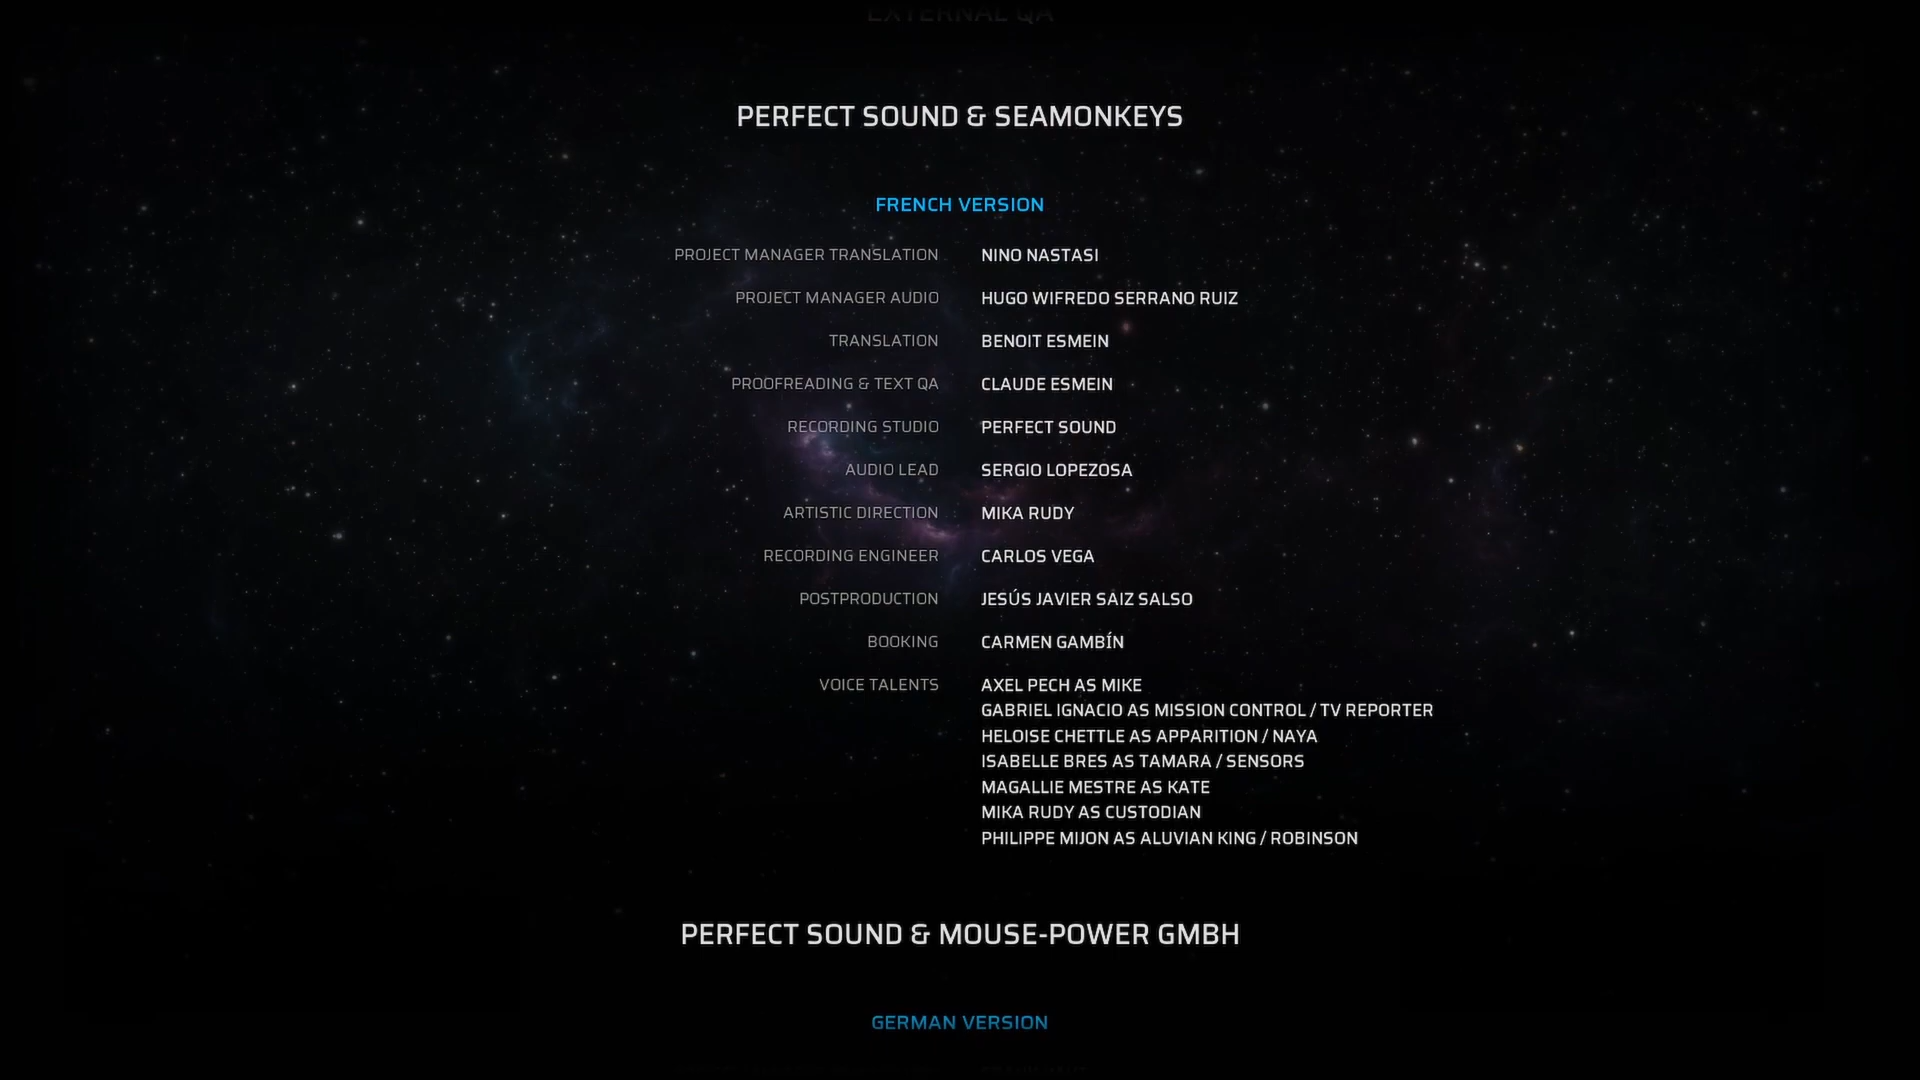 EXTERNAL QA
PERFECT SOUND & SEAMONKEYS
FRENCH VERSION
PROJECT MANAGER TRANSLATION NINO NASTASI
PROJECT MANAGER AUDIO HUGO WIFREDO SERRANO RUIZ
TRANSLATION BENOIT ESMEIN
PROOFREADING & TEXT QA CLAUDE ESMEIN
RECORDING STUDIO PERFECT SOUND
AUDIO LEAD SERGIO LOPEZOSA
ARTISTIC DIRECTION MIKA RUDY
RECORDING ENGINEER CARLOS VEGA
POSTPRODUCTION JESÚS JAVIER SAIZ SALSO
BOOKING CARMEN GAMBÍN
VOICE TALENTS AXEL PECH AS MIKE
GABRIEL IGNACIO AS MISSION CONTROL / TV REPORTER
HELOISE CHETTLE AS APPARITION / NAYA
ISABELLE BRES AS TAMARA / SENSORS
MAGALLIE MESTRE AS KATE
MIKA RUDY AS CUSTODIAN
PHILIPPE MIJON AS ALUVIAN KING / ROBINSON
PERFECT SOUND & MOUSE-POWER GMBH
GERMAN VERSION